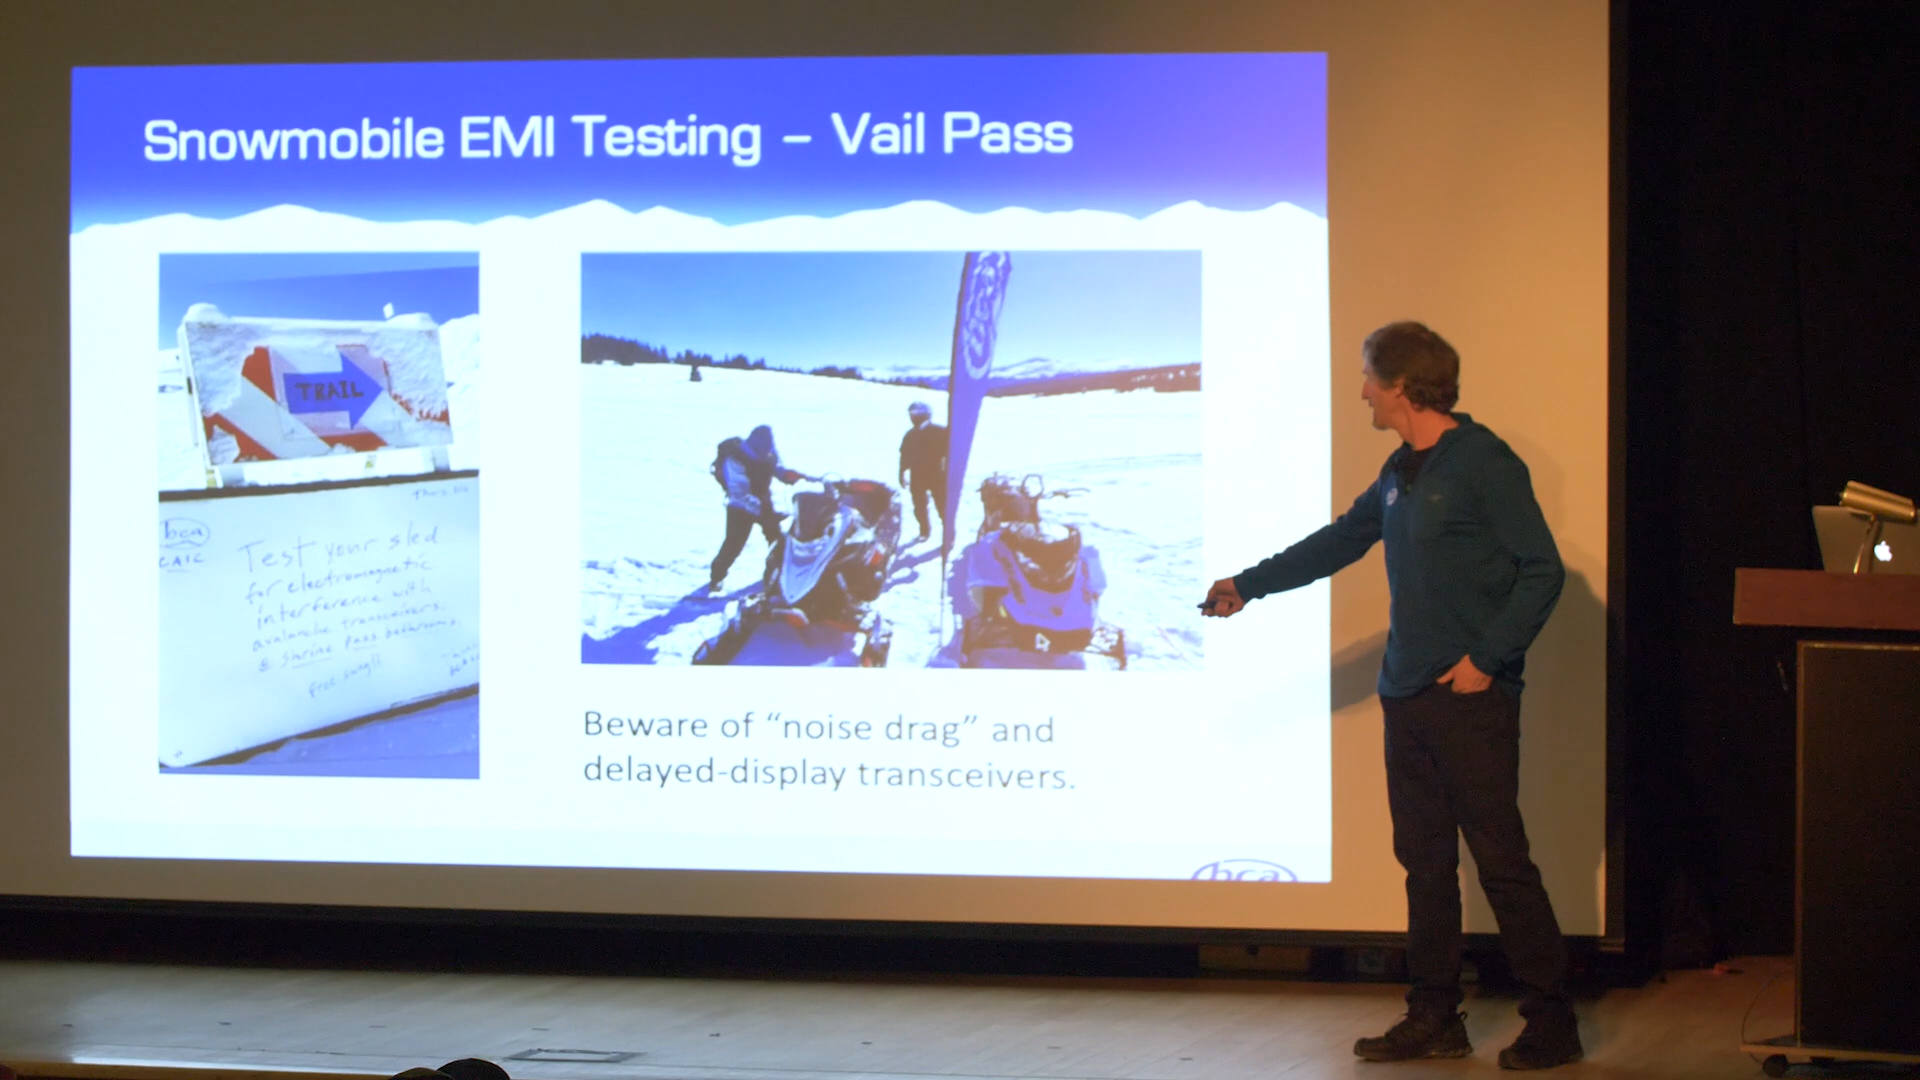 Snowmobile EMI Testing – Vail Pass
TRAIL
bca
CAIC
Test your sled
for electromagnetic
interference with
avalanche transceivers.
@ Shrine Pass bathrooms.
Beware of “noise drag” and
delayed-display transceivers.
bca